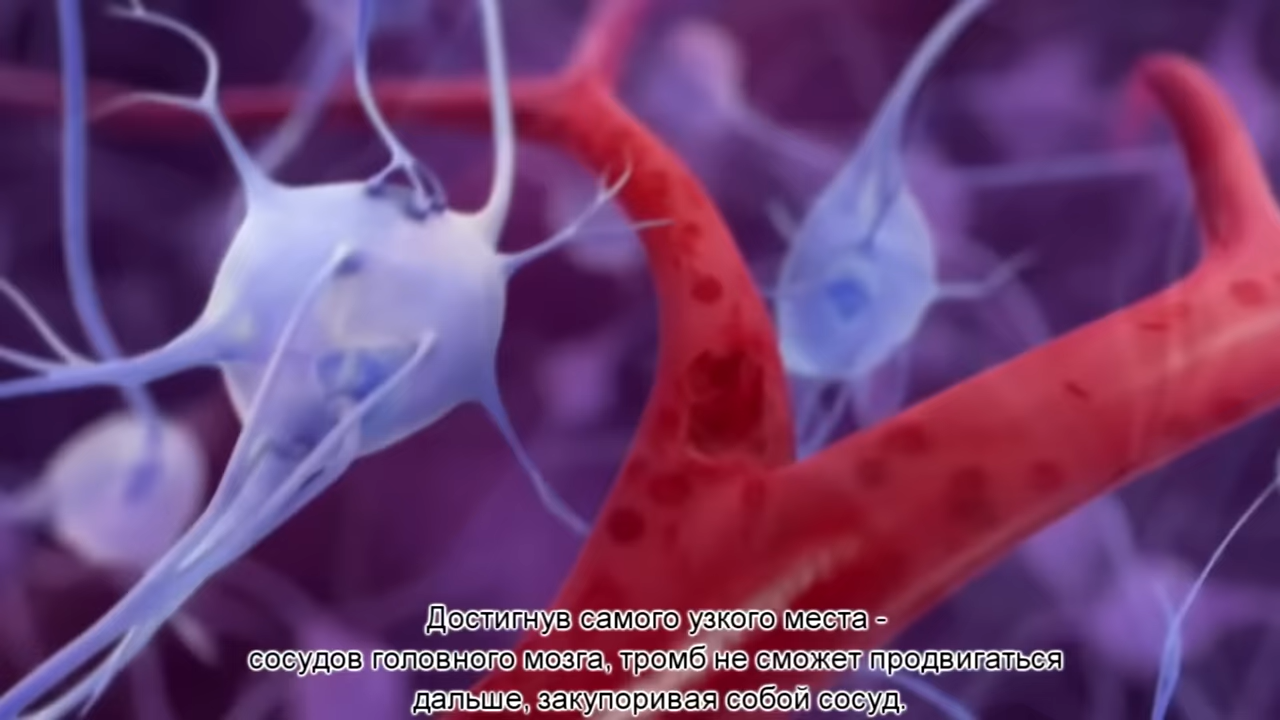 Достигнув самого узкого места -
сосудов головного мозга, тромб не сможет продвигаться
дальше, закупоривая собой сосуд.